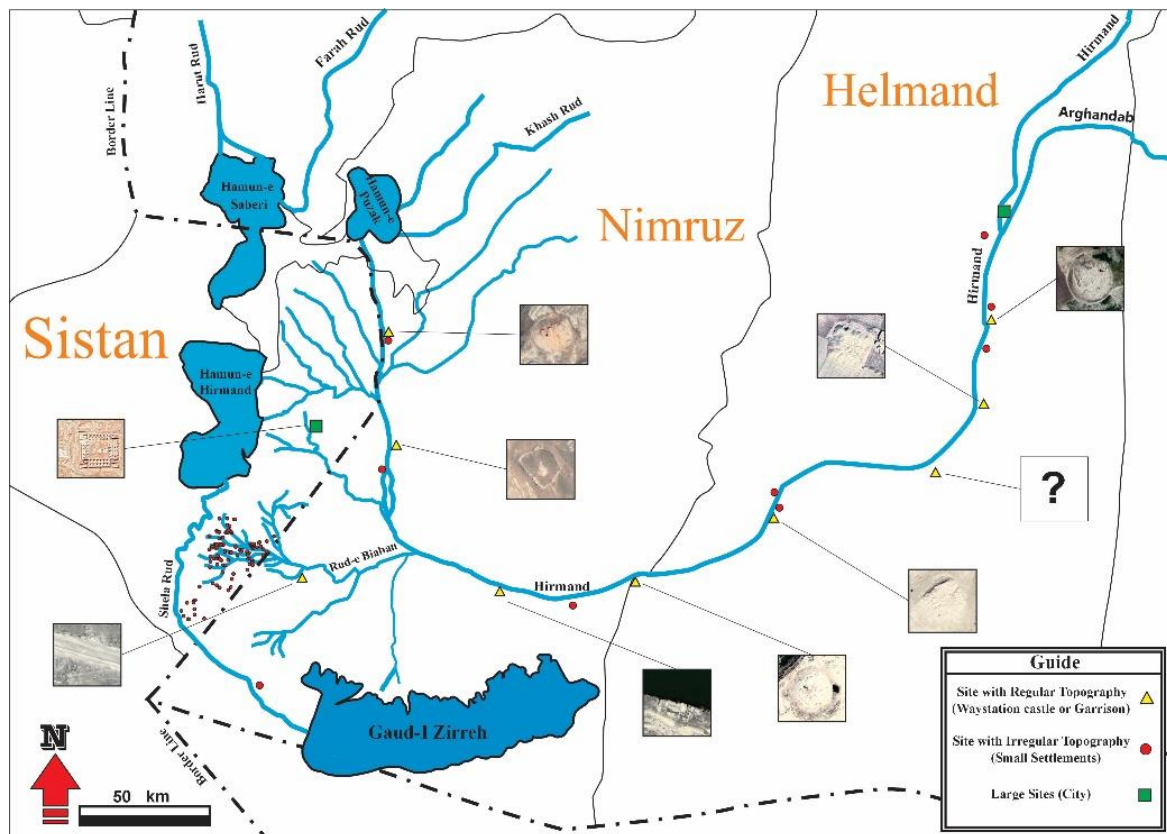 Harut Rud
Farah Rud
Hirmand
Helmand
Arghandab
Border Line
Khash Rud
Hamun-e
Saberi
Hamun-e
Puzak
Nimruz
Hirmand
Sistan
Hamun-e
Hirmand
?
Rud-e Biaban
Shela Rud
Hirmand
Gaud-I Zirreh
Border Line
N
50 km
Guide
Site with Regular Topography
(Waystation castle or Garrison)
Site with Irregular Topography
(Small Settlements)
Large Sites (City)